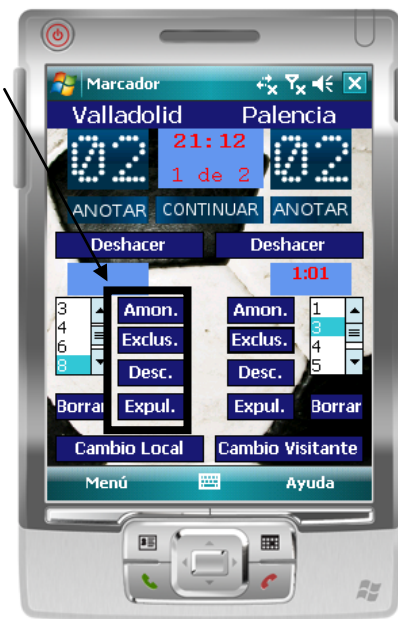 Marcador
Valladolid Palencia
02 21:12 02
1 de 2
ANOTAR CONTINUAR ANOTAR
Deshacer Deshacer
1:01
3 Amon. Amon. 1
4 Exclus. Exclus. 3
6 Desc. Desc. 4
8 5
Borrar Expul. Expul. Borrar
Cambio Local Cambio Visitante
Menú Ayuda